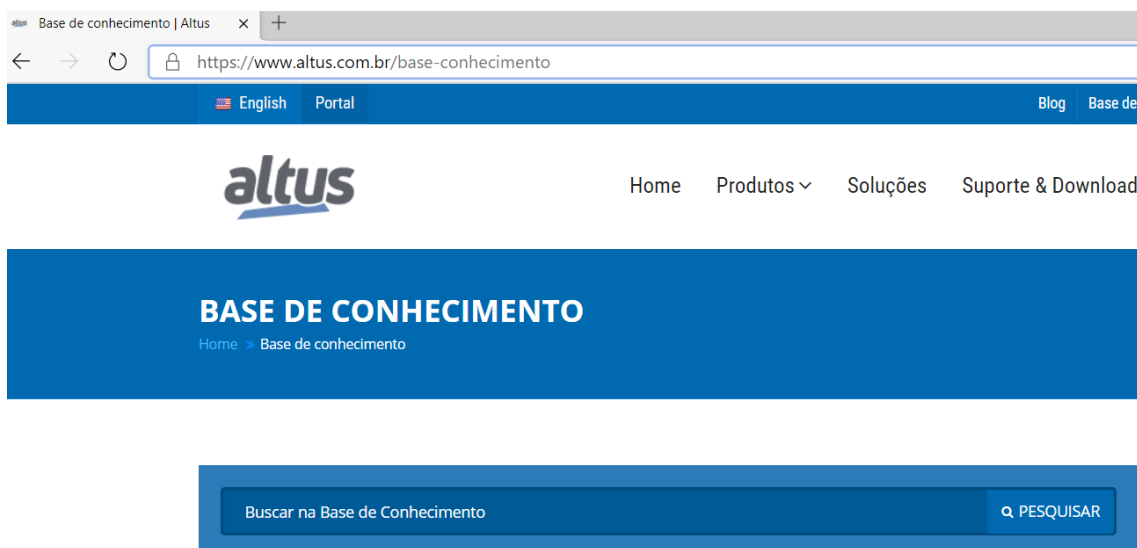 Base de conhecimento | Altus
https://www.altus.com.br/base-conhecimento
English Portal Blog Base de
altus
Home Produtos Soluções Suporte & Download
BASE DE CONHECIMENTO
Home » Base de conhecimento
Buscar na Base de Conhecimento PESQUISAR